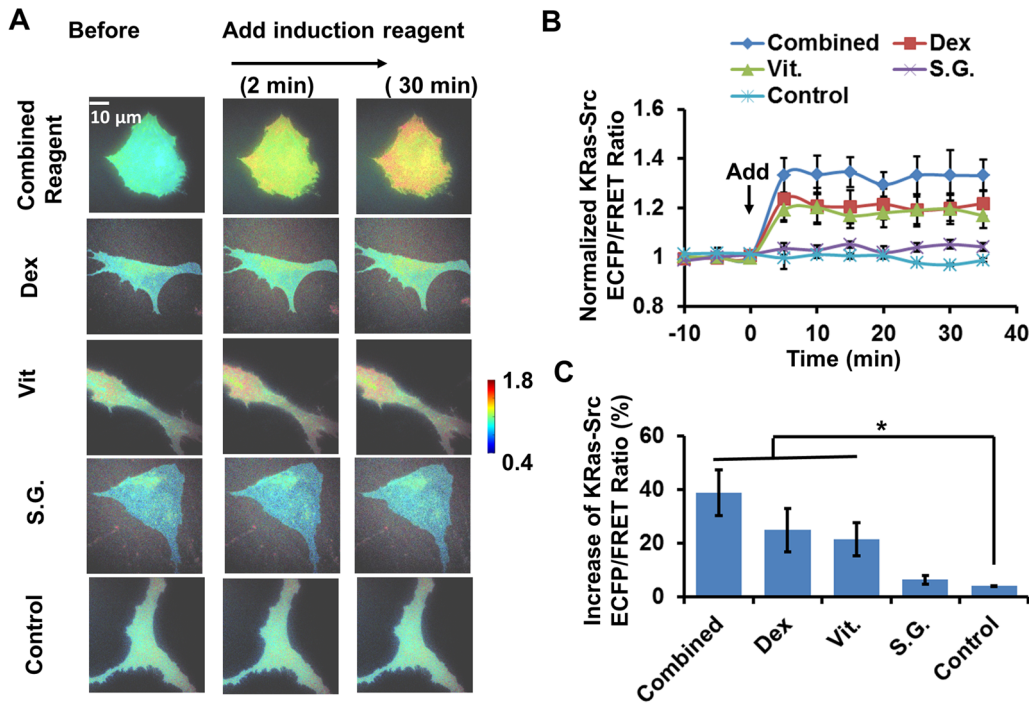 A
Before
Add induction reagent
(2 min)
( 30 min)
10 µm
Combined
Reagent
Dex
Vit
S.G.
Control
1.8
0.4
B
Combined
Dex
Vit.
S.G.
Control
Normalized KRas-Src
ECFP/FRET Ratio
1.6
1.4
1.2
1
0.8
Add
-10
0
10
20
30
40
Time (min)
C
Increase of KRas-Src
ECFP/FRET Ratio (%)
60
40
20
0
*
Combined
Dex
Vit.
S.G.
Control